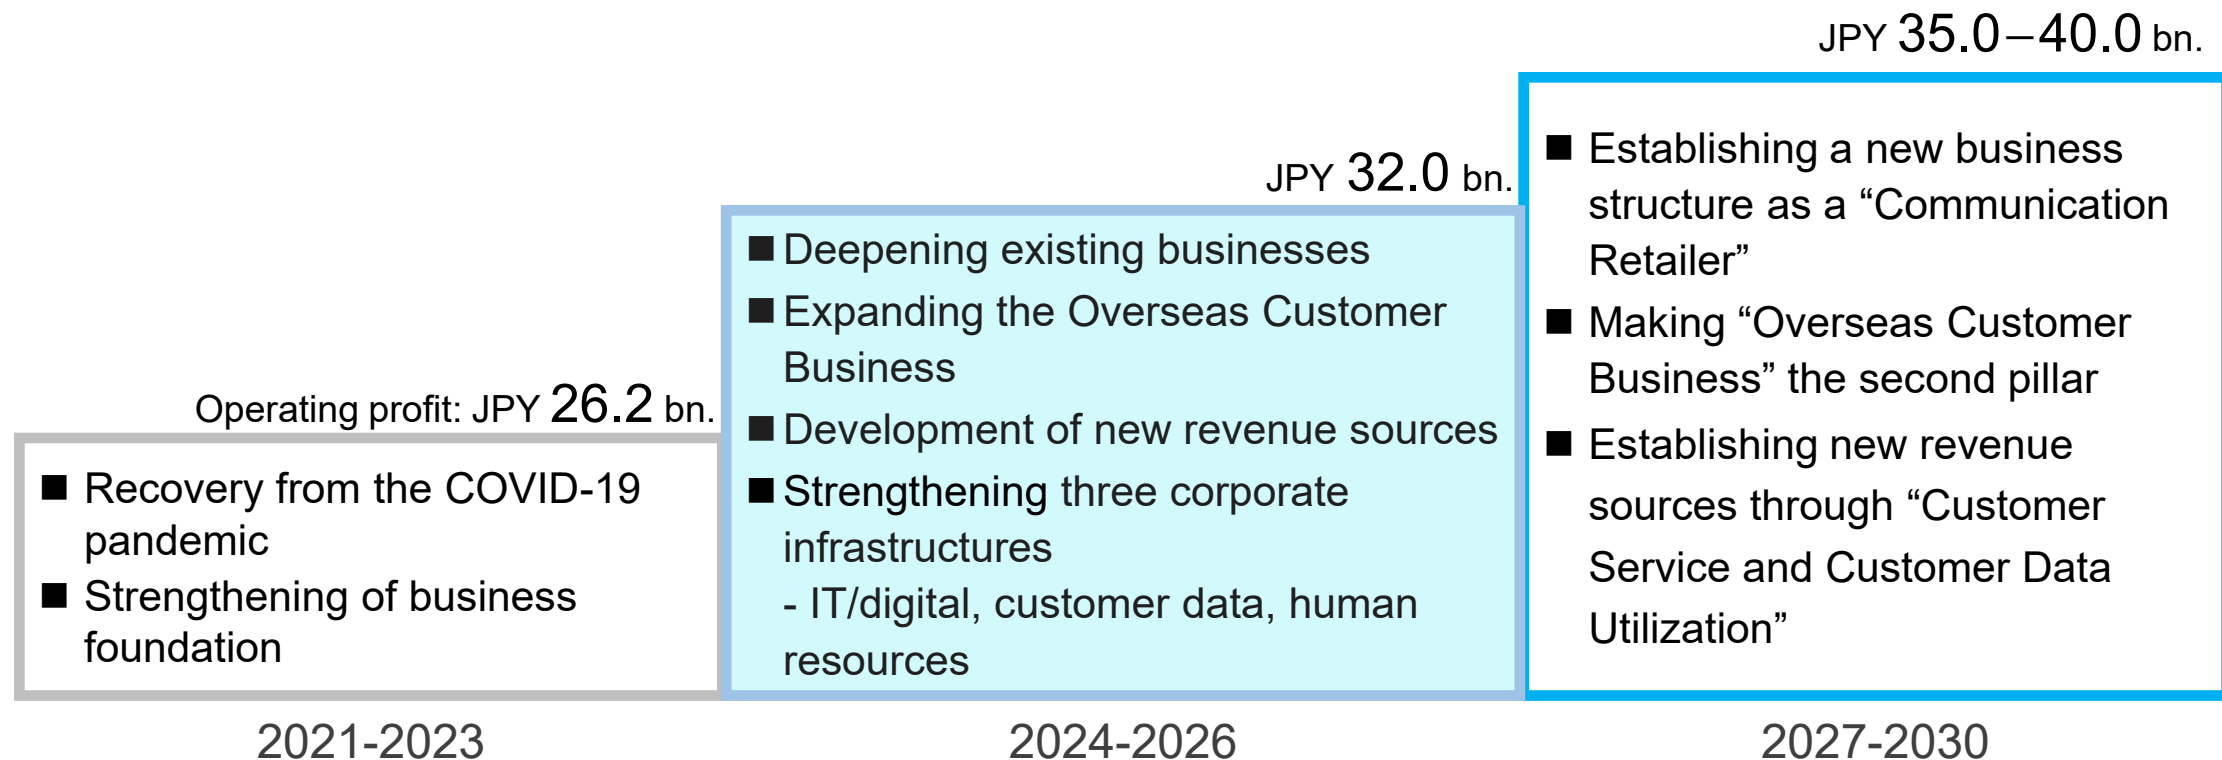 Operating profit: JPY 26.2 bn.
■ Recovery from the COVID-19
pandemic
■ Strengthening of business
foundation
2021-2023
JPY 32.0 bn.
■ Deepening existing businesses
■ Expanding the Overseas Customer
Business
■ Development of new revenue sources
■ Strengthening three corporate
infrastructures
- IT/digital, customer data, human
resources
2024-2026
JPY 35.0–40.0 bn.
■ Establishing a new business
structure as a “Communication
Retailer”
■ Making “Overseas Customer
Business” the second pillar
■ Establishing new revenue
sources through “Customer
Service and Customer Data
Utilization”
2027-2030